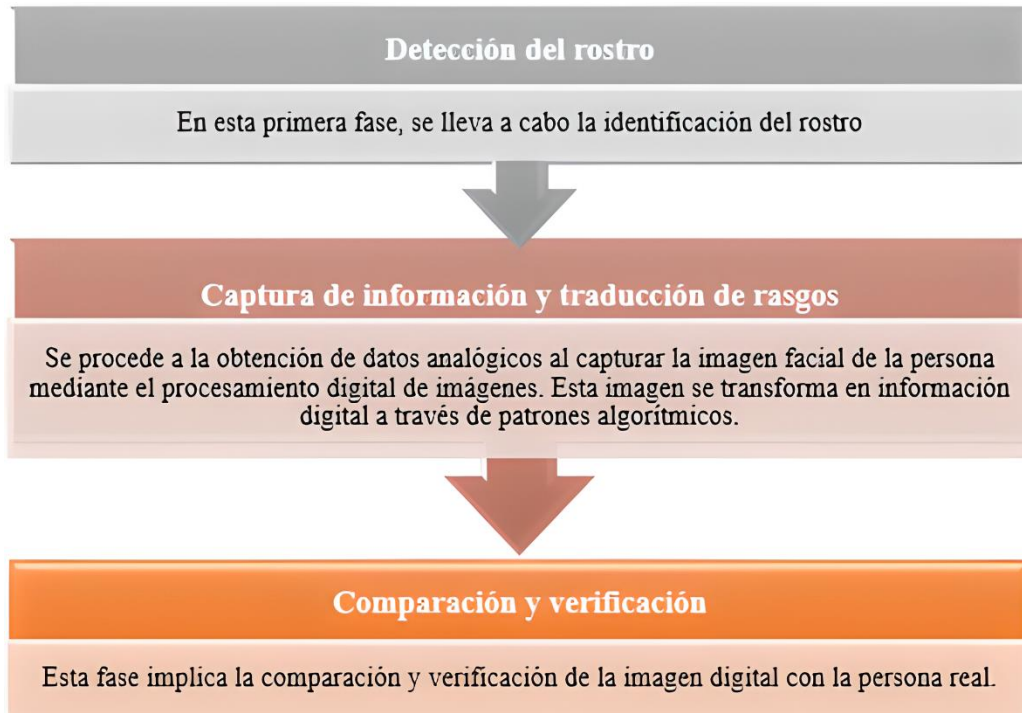 Detección del rostro
En esta primera fase, se lleva a cabo la identificación del rostro
Captura de información y traducción de rasgos
Se procede a la obtención de datos analógicos al capturar la imagen facial de la persona
mediante el procesamiento digital de imágenes. Esta imagen se transforma en información
digital a través de patrones algorítmicos.
Comparación y verificación
Esta fase implica la comparación y verificación de la imagen digital con la persona real.